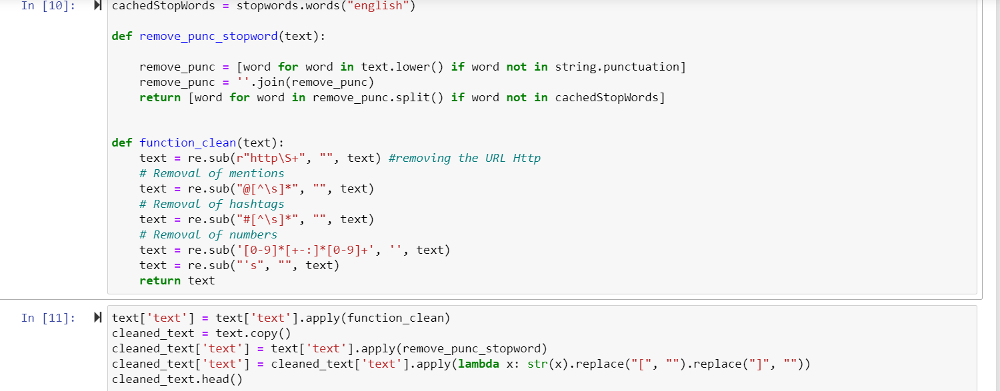 In [10]: cachedStopWords = stopwords.words("english")
def remove_punc_stopword(text):
    remove_punc = [word for word in text.lower() if word not in string.punctuation]
    remove_punc = ''.join(remove_punc)
    return [word for word in remove_punc.split() if word not in cachedStopWords]
def function_clean(text):
    text = re.sub(r"http\S+", "", text) #removing the URL Http
    # Removal of mentions
    text = re.sub("@[^\s]*", "", text)
    # Removal of hashtags
    text = re.sub("#[^\s]*", "", text)
    # Removal of numbers
    text = re.sub('[0-9]*[+-:]*[0-9]+', '', text)
    text = re.sub("'s", "", text)
    return text
In [11]: text['text'] = text['text'].apply(function_clean)
cleaned_text = text.copy()
cleaned_text['text'] = text['text'].apply(remove_punc_stopword)
cleaned_text['text'] = cleaned_text['text'].apply(lambda x: str(x).replace("[", "").replace("]", ""))
cleaned_text.head()